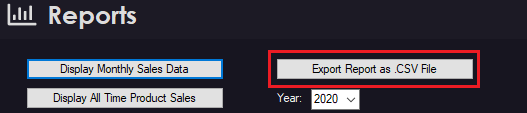 Reports
Display Monthly Sales Data
Export Report as .CSV File
Display All Time Product Sales
Year: 2020